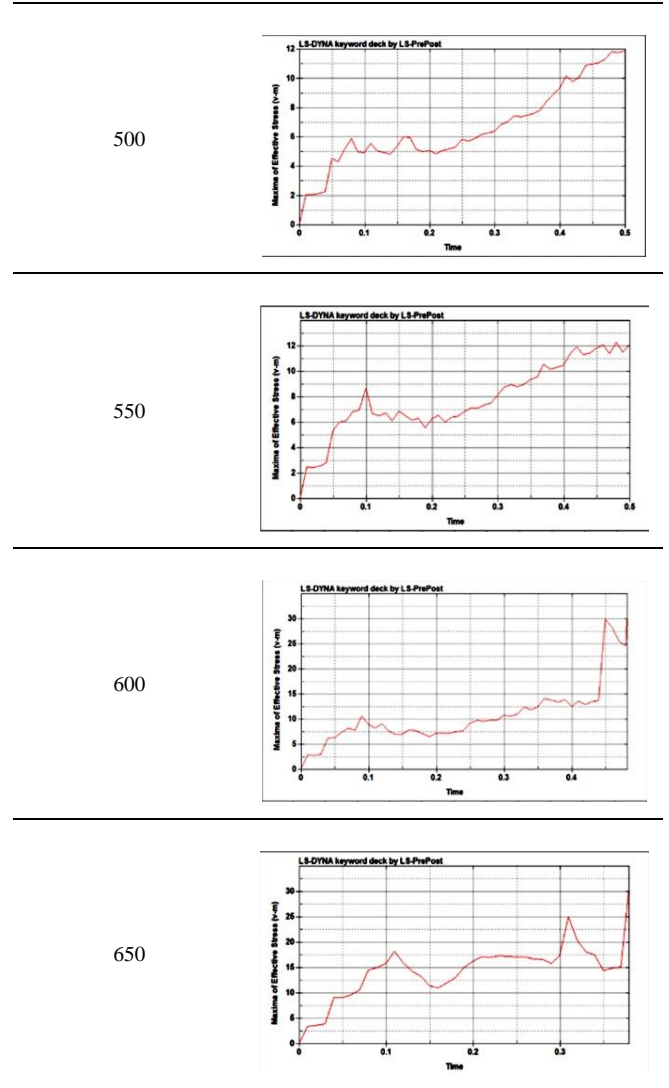 500
LS-DYNA keyword deck by LS-PrePost
Maxima of Effective Stress (v-m)
12
10
8
6
4
2
0
0 0.1 0.2 0.3 0.4 0.5
Time
550
LS-DYNA keyword deck by LS-PrePost
Maxima of Effective Stress (v-m)
12
10
8
6
4
2
0
0 0.1 0.2 0.3 0.4 0.5
Time
600
LS-DYNA keyword deck by LS-PrePost
Maxima of Effective Stress (v-m)
30
25
20
15
10
5
0
0 0.1 0.2 0.3 0.4
Time
650
LS-DYNA keyword deck by LS-PrePost
Maxima of Effective Stress (v-m)
30
25
20
15
10
5
0
0 0.1 0.2 0.3
Time